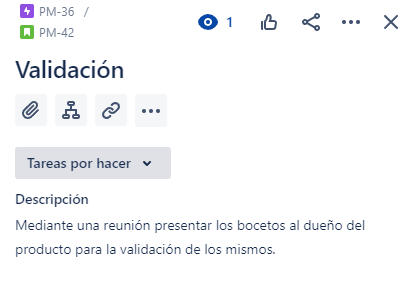 PM-36 /
PM-42
1
Validación
Tareas por hacer
Descripción
Mediante una reunión presentar los bocetos al dueño del
producto para la validación de los mismos.